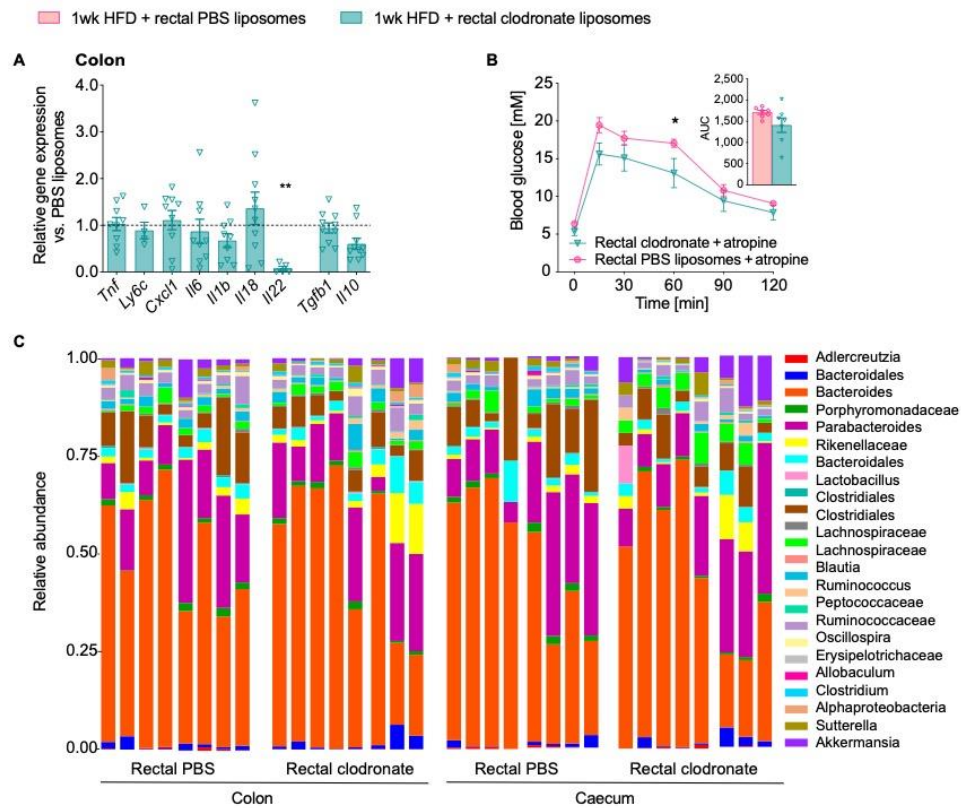 1wk HFD + rectal PBS liposomes
1wk HFD + rectal clodronate liposomes
A
Colon
Relative gene expression
vs. PBS liposomes
4.0
3.0
2.0
1.0
0.0
**
Tnf
Ly6c
Cxcl1
Il6
Il1b
Il18
Il22
Tgfb1
Il10
B
Blood glucose [mM]
25
20
15
10
5
0
★
Rectal clodronate + atropine
Rectal PBS liposomes + atropine
0 30 60 90 120
Time [min]
AUC
2,500
2,000
1,500
1,000
500
0
C
Relative abundance
1.00
0.75
0.50
0.25
0.00
Rectal PBS
Rectal clodronate
Rectal PBS
Rectal clodronate
Colon
Caecum
Adlercreutzia
Bacteroidales
Bacteroides
Porphyromonadaceae
Parabacteroides
Rikenellaceae
Bacteroidales
Lactobacillus
Clostridiales
Clostridiales
Lachnospiraceae
Lachnospiraceae
Blautia
Ruminococcus
Peptococcaceae
Ruminococcaceae
Oscillospira
Erysipelotrichaceae
Allobaculum
Clostridium
Alphaproteobacteria
Sutterella
Akkermansia